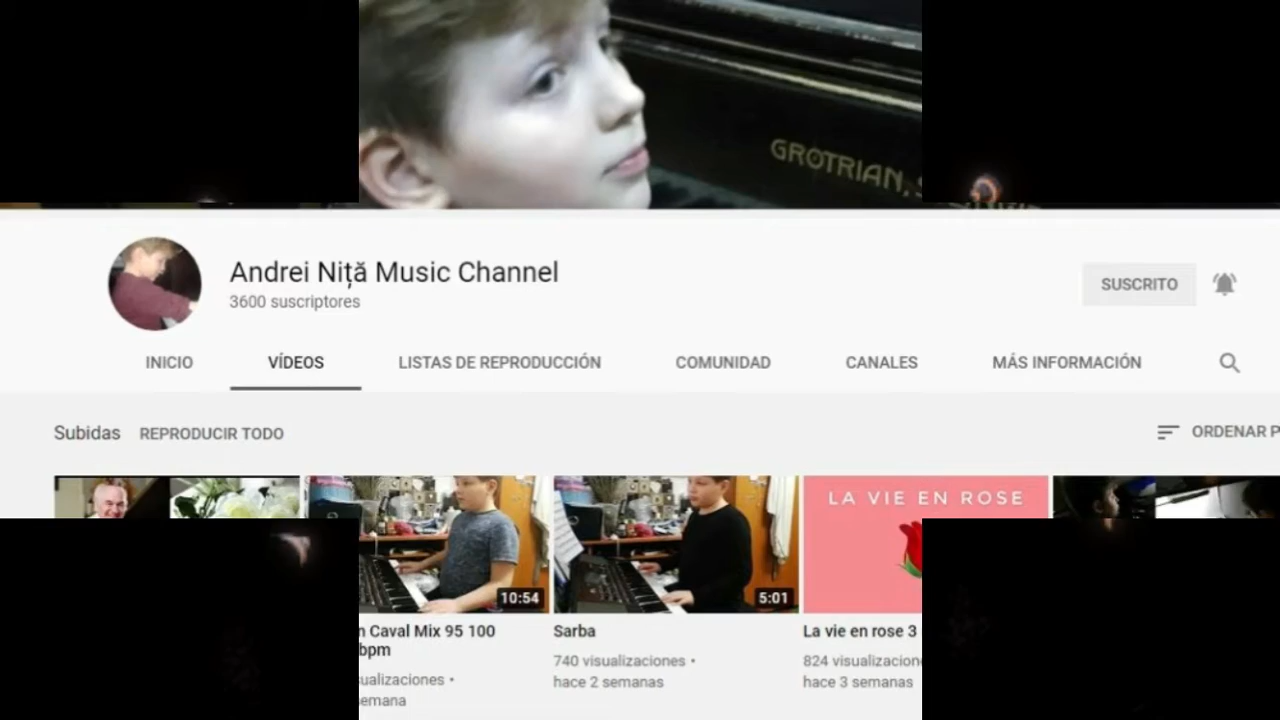 GROTRIAN,
Andrei Niță Music Channel
3600 suscriptores
SUSCRITO
INICIO
VÍDEOS
LISTAS DE REPRODUCCIÓN
COMUNIDAD
CANALES
MÁS INFORMACIÓN
Subidas
REPRODUCIR TODO
ORDENAR P
LA VIE EN ROSE
10:54
5:01
n Caval Mix 95 100
bpm
ualizaciones •
emana
Sarba
740 visualizaciones •
hace 2 semanas
La vie en rose 3
824 visualizacion
hace 3 semanas